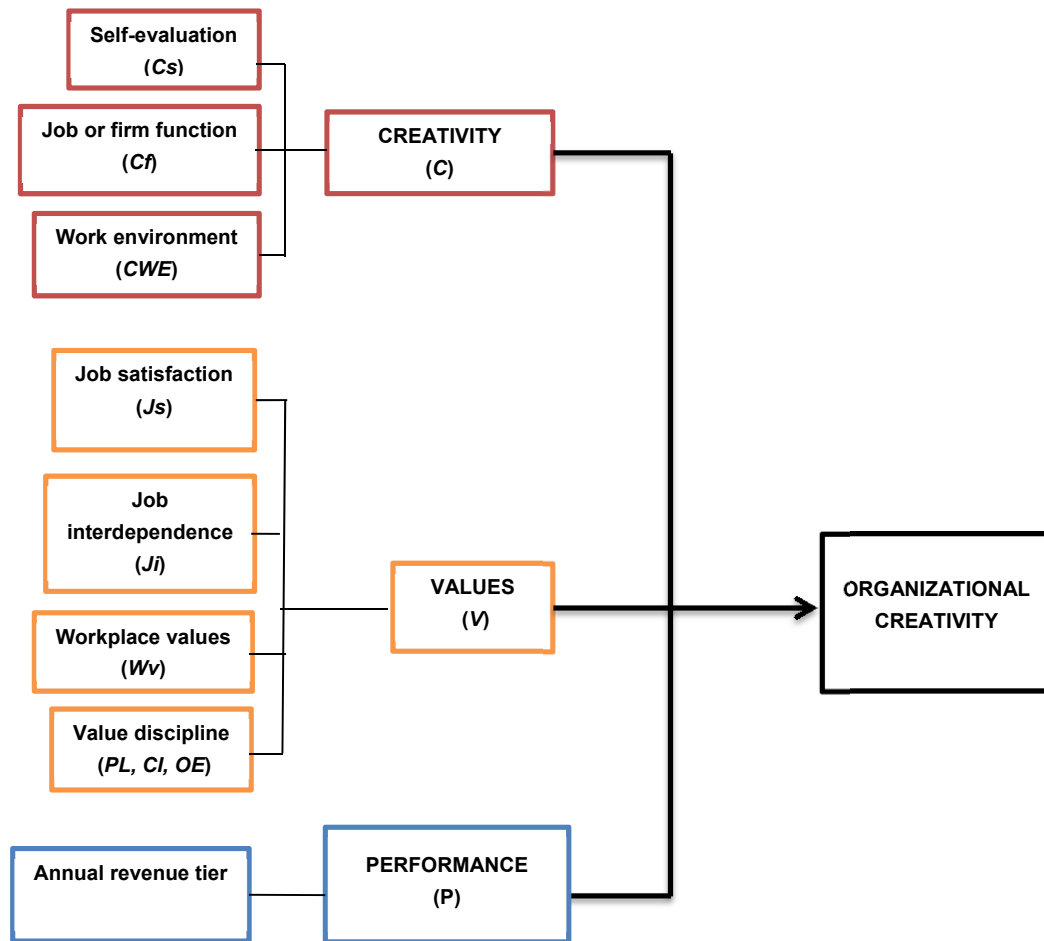 Self-evaluation
(Cs)
Job or firm function
(Cf)
Work environment
(CWE)
CREATIVITY
(C)
Job satisfaction
(Js)
Job
interdependence
(Ji)
Workplace values
(Wv)
Value discipline
(PL, CI, OE)
VALUES
(V)
Annual revenue tier
PERFORMANCE
(P)
ORGANIZATIONAL
CREATIVITY